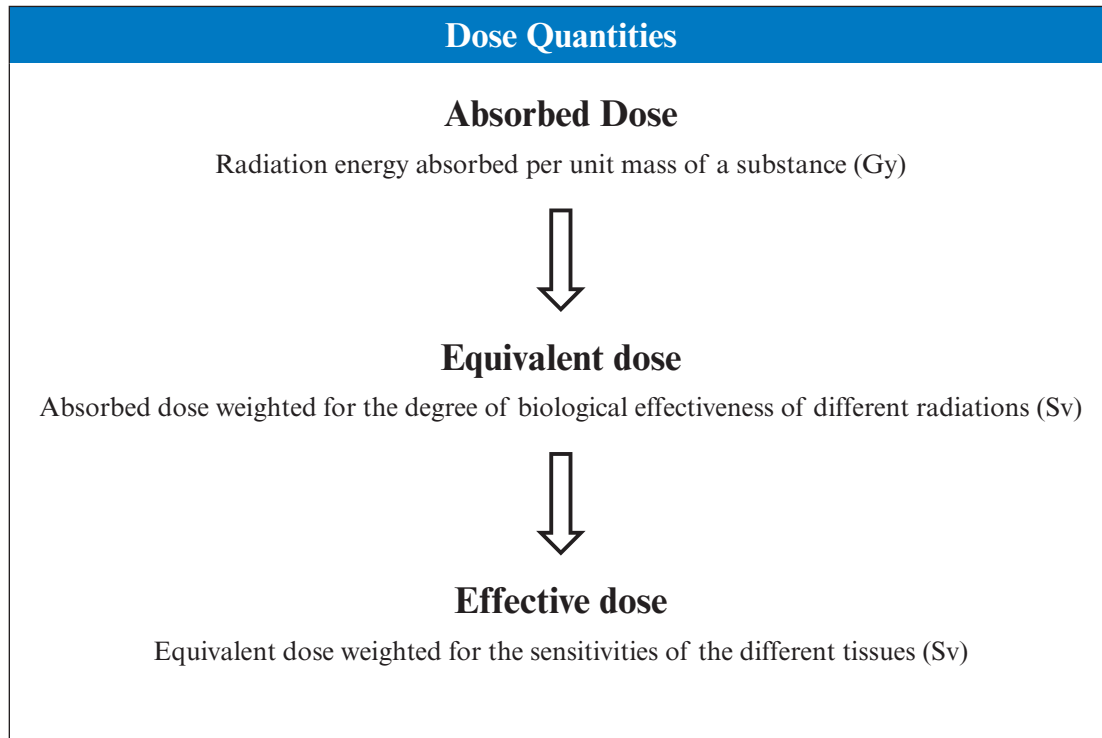 Dose Quantities
Absorbed Dose
Radiation energy absorbed per unit mass of a substance (Gy)
Equivalent dose
Absorbed dose weighted for the degree of biological effectiveness of different radiations (Sv)
Effective dose
Equivalent dose weighted for the sensitivities of the different tissues (Sv)